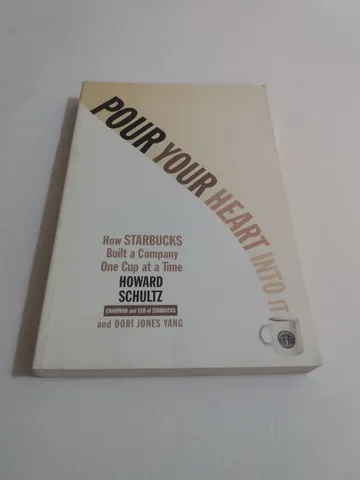 POUR YOUR HEART INTO IT
How STARBUCKS
Built a Company
One Cup at a Time
HOWARD
SCHULTZ
CHAIRMAN and CEO of STARBUCKS
and DORI JONES YANG